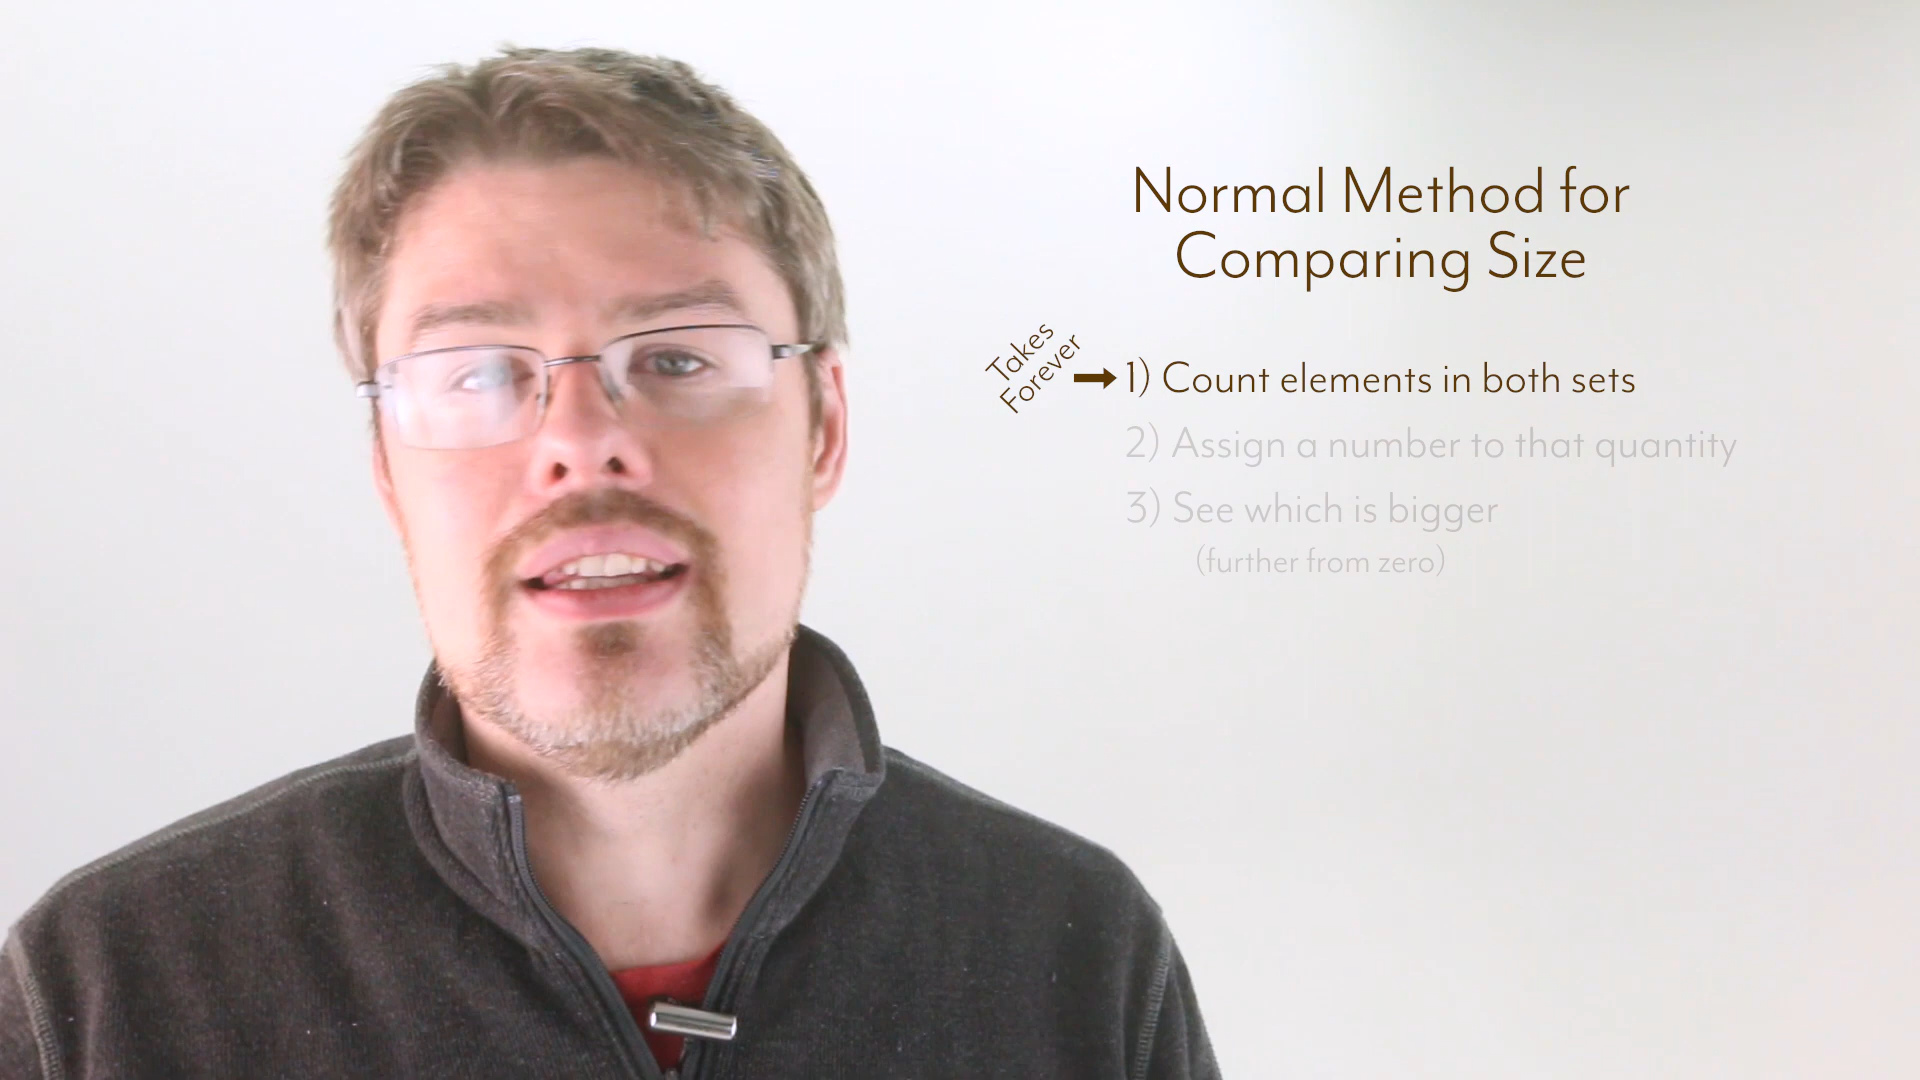 Normal Method for
Comparing Size
Takes
Forever
1) Count elements in both sets
2) Assign a number to that quantity
3) See which is bigger
(further from zero)